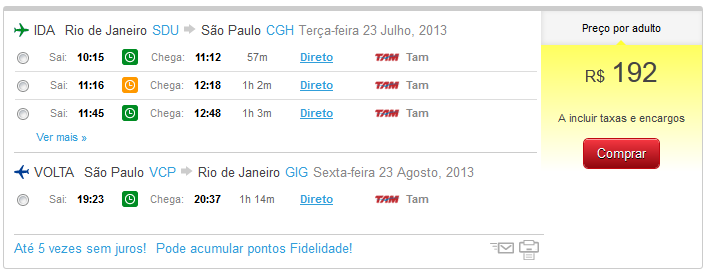 IDA Rio de Janeiro SDU São Paulo CGH Terça-feira 23 Julho, 2013
Sai: 10:15 Chega: 11:12 57m Direto TAM Tam
Sai: 11:16 Chega: 12:18 1h 2m Direto TAM Tam
Sai: 11:45 Chega: 12:48 1h 3m Direto TAM Tam
Ver mais »
VOLTA São Paulo VCP Rio de Janeiro GIG Sexta-feira 23 Agosto, 2013
Sai: 19:23 Chega: 20:37 1h 14m Direto TAM Tam
Até 5 vezes sem juros! Pode acumular pontos Fidelidade!
Preço por adulto
R$ 192
A incluir taxas e encargos
Comprar